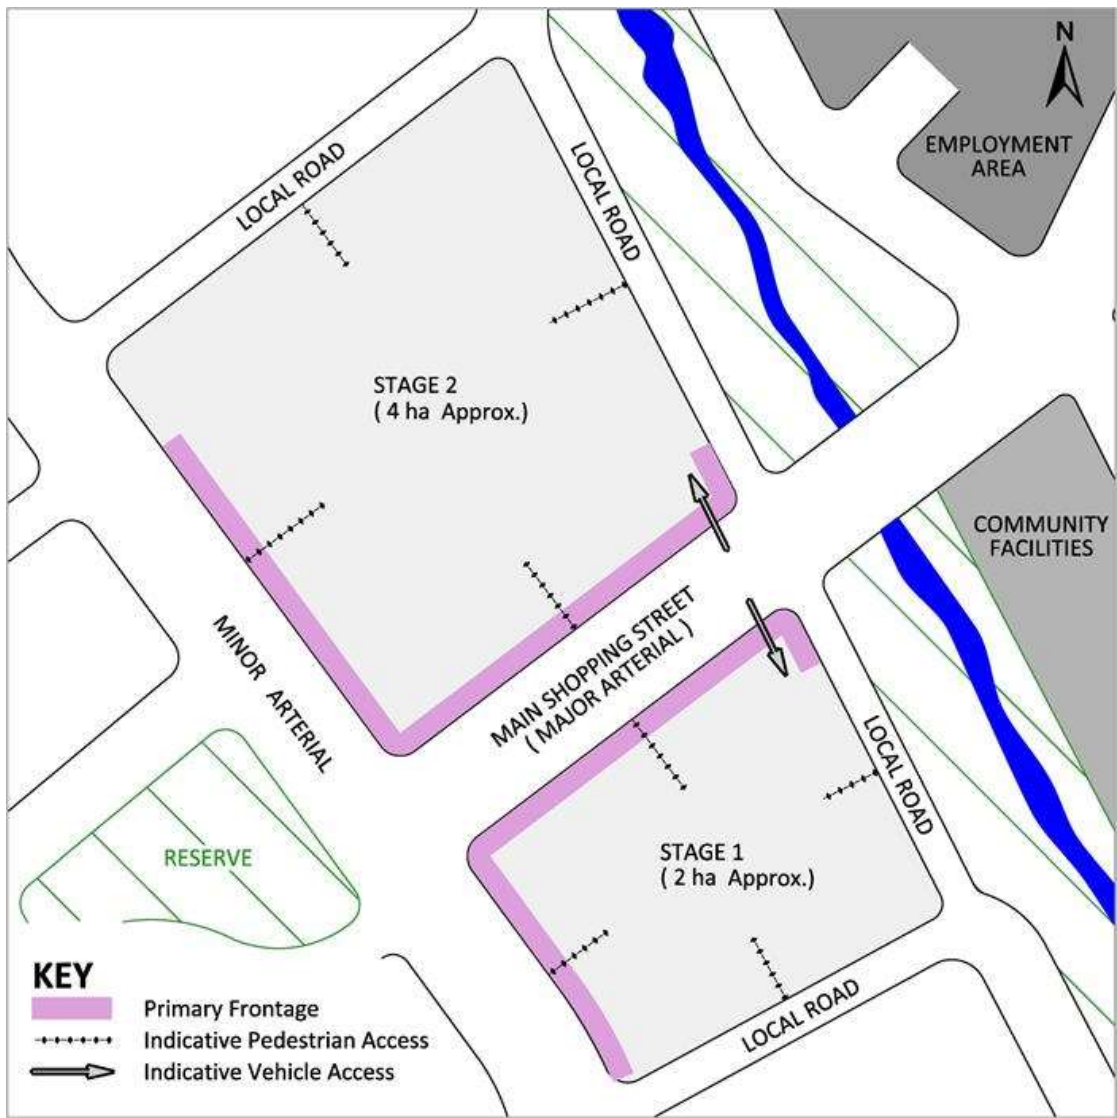 N
EMPLOYMENT
AREA
LOCAL ROAD
LOCAL ROAD
STAGE 2
( 4 ha Approx.)
COMMUNITY
FACILITIES
MAIN SHOPPING STREET
( MAJOR ARTERIAL )
MINOR ARTERIAL
LOCAL ROAD
RESERVE
STAGE 1
( 2 ha Approx.)
LOCAL ROAD
KEY
Primary Frontage
Indicative Pedestrian Access
Indicative Vehicle Access